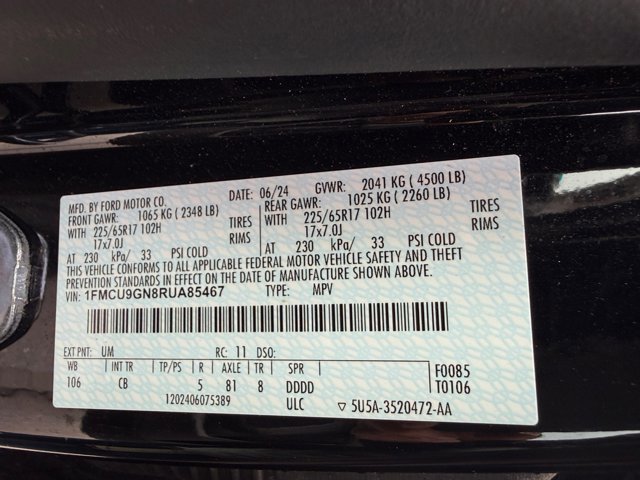 MFD. BY FORD MOTOR CO. DATE: 06/24 GVWR: 2041 KG ( 4500 LB)
FRONT GAWR: 1065 KG ( 2348 LB) REAR GAWR: 1025 KG ( 2260 LB)
WITH 225/65R17 102H TIRES WITH 225/65R17 102H TIRES
17x7.0J RIMS 17x7.0J RIMS
AT 230 kPa/ 33 PSI COLD AT 230 kPa/ 33 PSI COLD
THIS VEHICLE CONFORMS TO ALL APPLICABLE FEDERAL MOTOR VEHICLE SAFETY AND THEFT
PREVENTION STANDARDS IN EFFECT ON THE DATE OF MANUFACTURE SHOWN ABOVE.
VIN: 1FMCU9GN8RUA85467 TYPE: MPV
EXT PNT: UM RC: 11 DSO:
WB INT TR TP/PS R AXLE TR SPR F0085
106 CB 5 81 8 DDDD T0106
1202406075389 ULC ▽ 5U5A-3520472-AA